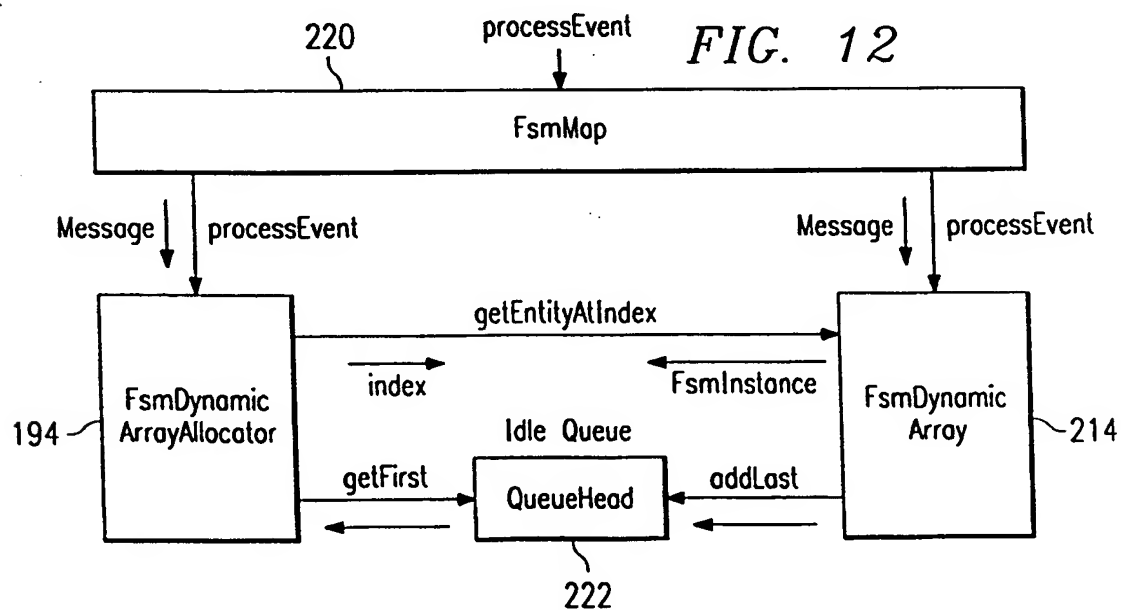 processEvent
FIG. 12
220
FsmMap
Message
processEvent
Message
processEvent
getEntityAtIndex
index
FsmInstance
FsmDynamic
ArrayAllocator
FsmDynamic
Array
194
214
Idle Queue
getFirst
QueueHead
addLast
222